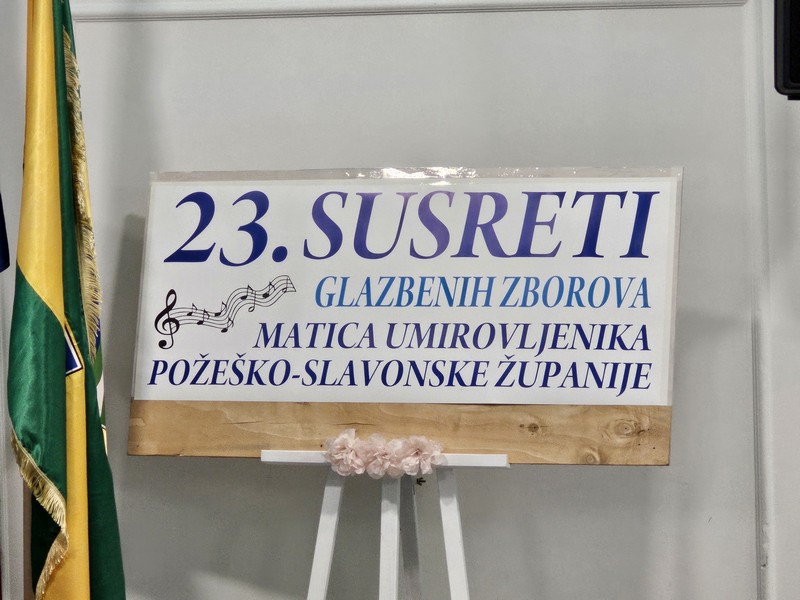 23. SUSRETI
GLAZBENIH ZBOROVA
MATICA UMIROVLJENIKA
POŽEŠKO-SLAVONSKE ŽUPANIJE